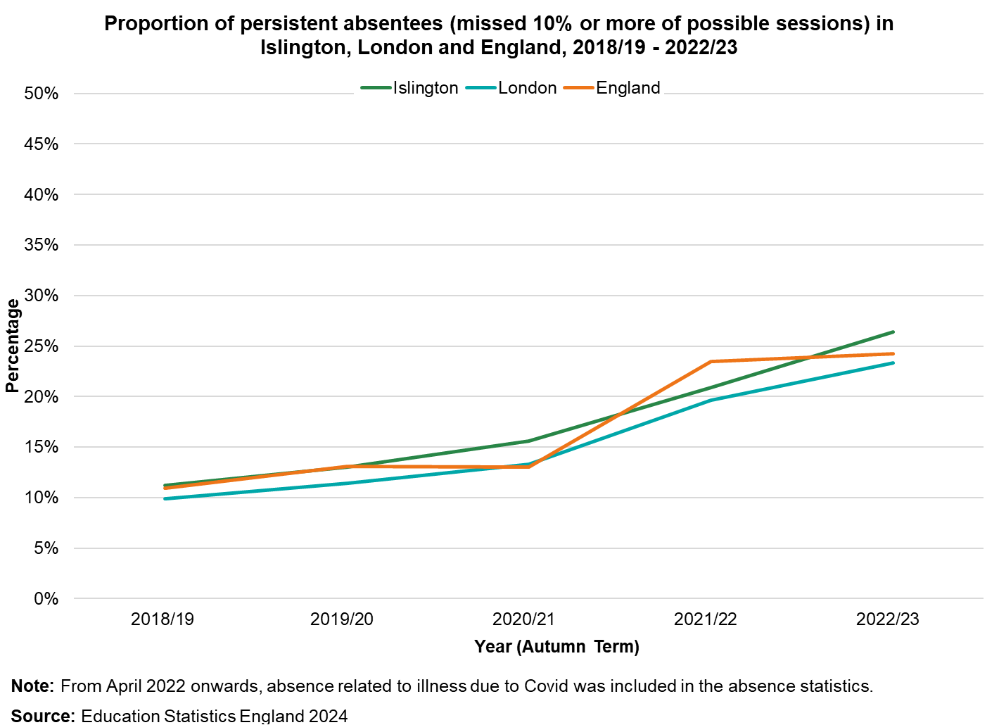 Proportion of persistent absentees (missed 10% or more of possible sessions) in
Islington, London and England, 2018/19 - 2022/23
Islington London England
50%
45%
40%
35%
30%
25%
20%
15%
10%
5%
0%
Percentage
2018/19 2019/20 2020/21 2021/22 2022/23
Year (Autumn Term)
Note: From April 2022 onwards, absence related to illness due to Covid was included in the absence statistics.
Source: Education Statistics England 2024